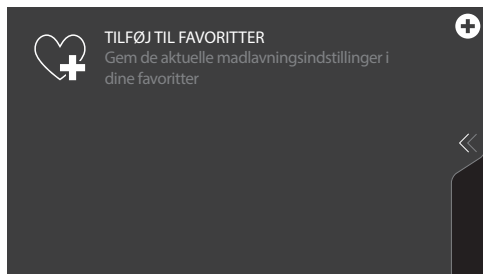 TILFØJ TIL FAVORITTER
Gem de aktuelle madlavningsindstillinger i
dine favoritter